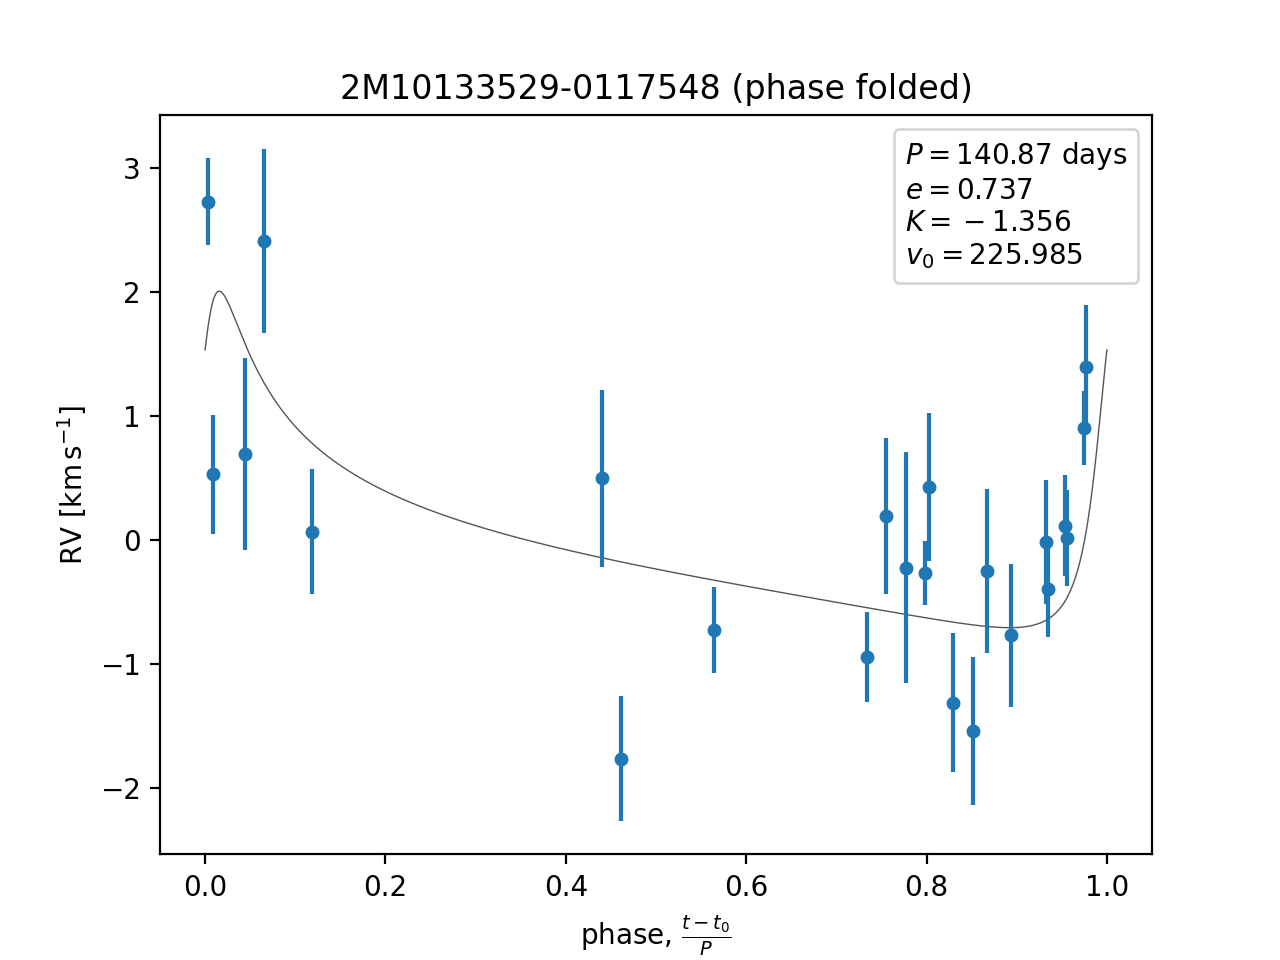 2M10133529-0117548 (phase folded)
P = 140.87 days
e = 0.737
K = −1.356
v₀ = 225.985
3
2
1
0
−1
−2
RV [km s⁻¹]
0.0 0.2 0.4 0.6 0.8 1.0
phase, (t − t₀)/P